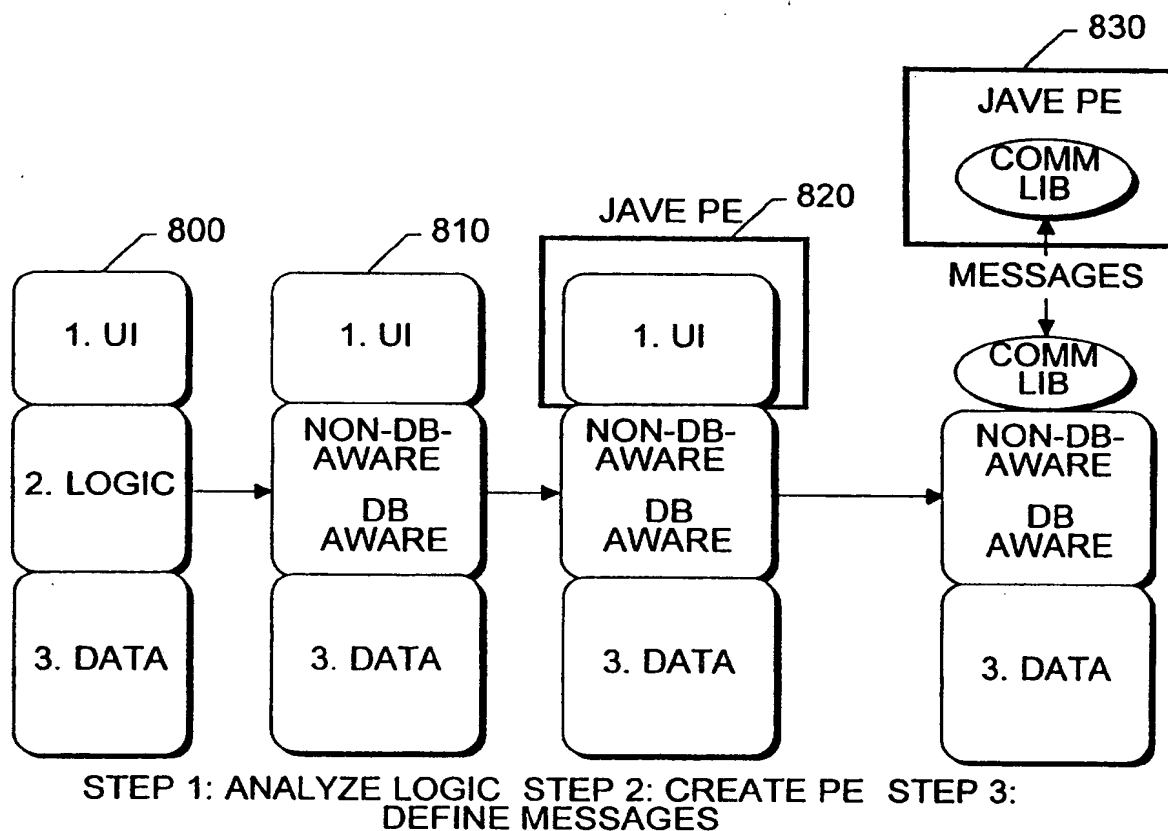 830
JAVE PE
COMM
LIB
JAVE PE
820
800
810
MESSAGES
1. UI
1. UI
1. UI
COMM
LIB
2. LOGIC
NON-DB-
AWARE
DB
AWARE
NON-DB-
AWARE
DB
AWARE
NON-DB-
AWARE
DB
AWARE
3. DATA
3. DATA
3. DATA
3. DATA
STEP 1: ANALYZE LOGIC STEP 2: CREATE PE STEP 3:
DEFINE MESSAGES